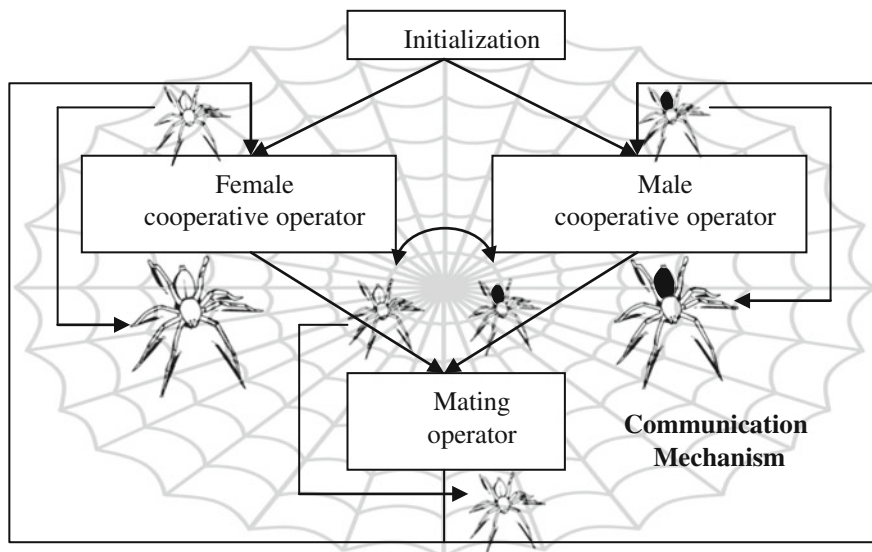 Initialization
Female
cooperative operator
Male
cooperative operator
Mating
operator
Communication
Mechanism